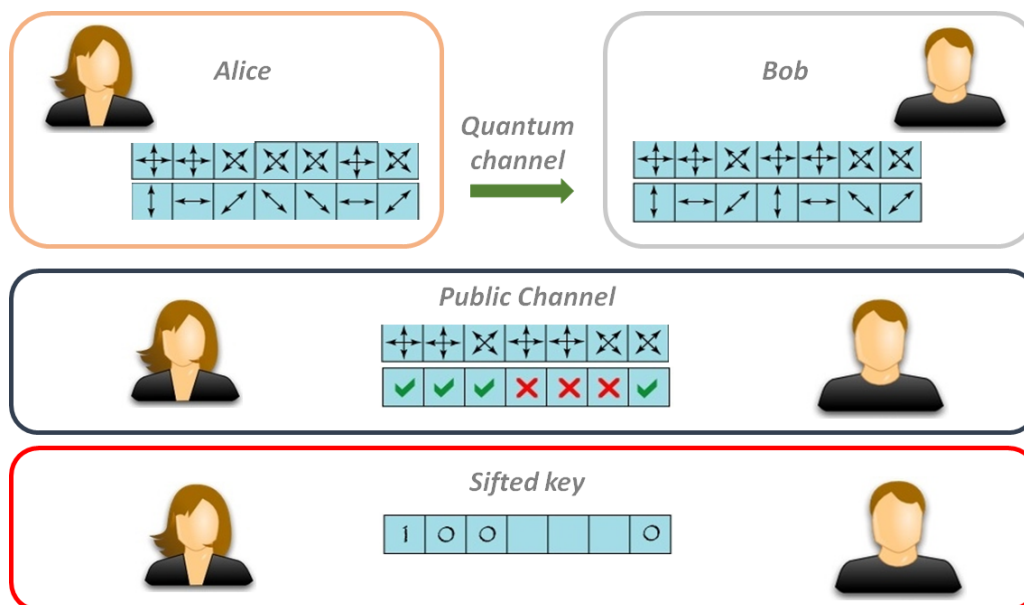 Alice
Bob
Quantum
channel
Public Channel
Sifted key
1 0 0 0